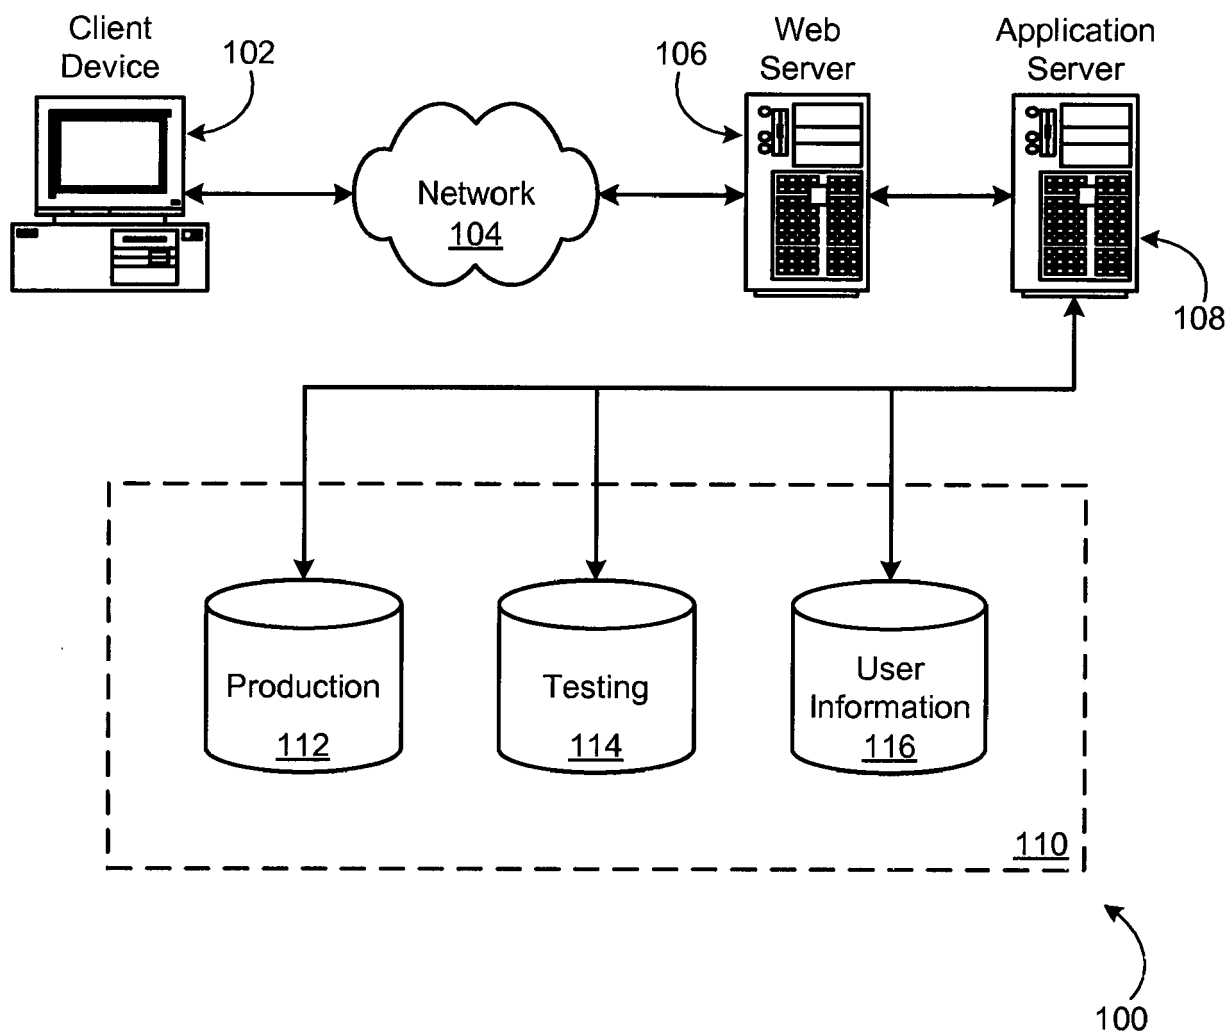 Client
Device
102
Network
104
106
Web
Server
Application
Server
108
Production
112
Testing
114
User
Information
116
110
100